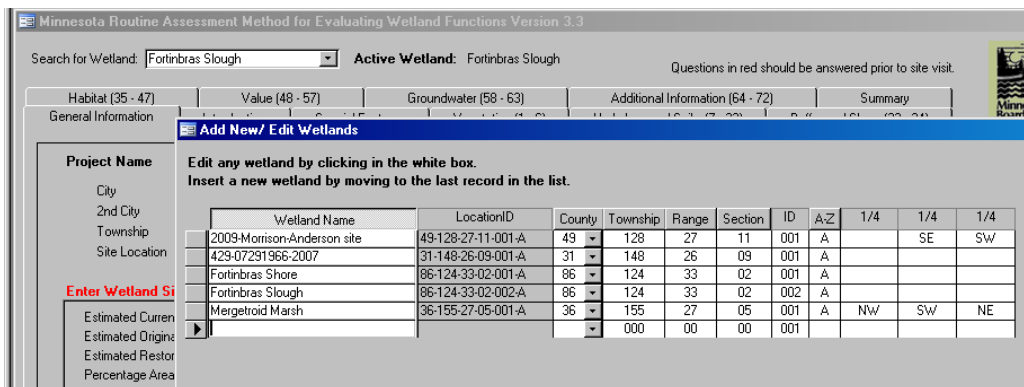 Minnesota Routine Assessment Method for Evaluating Wetland Functions Version 3.3
Search for Wetland: Fortinbras Slough Active Wetland: Fortinbras Slough
Questions in red should be answered prior to site visit.
Habitat (35 - 47) Value (48 - 57) Groundwater (58 - 63) Additional Information (64 - 72) Summary
General Information
Add New/ Edit Wetlands
Edit any wetland by clicking in the white box.
Insert a new wetland by moving to the last record in the list.
Project Name
City
2nd City
Township
Site Location
Enter Wetland Si
Estimated Curren
Estimated Origina
Estimated Restor
Percentage Area
Wetland Name LocationID County Township Range Section ID A-Z 1/4 1/4 1/4
2009-Morrison-Anderson site 49-128-27-11-001-A 49 128 27 11 001 A SE SW
429-07291966-2007 31-148-26-09-001-A 31 148 26 09 001 A
Fortinbras Shore 86-124-33-02-001-A 86 124 33 02 001 A
Fortinbras Slough 86-124-33-02-002-A 86 124 33 02 002 A
Mergetroid Marsh 36-155-27-05-001-A 36 155 27 05 001 A NW SW NE
000 00 00 001
Minne
Board